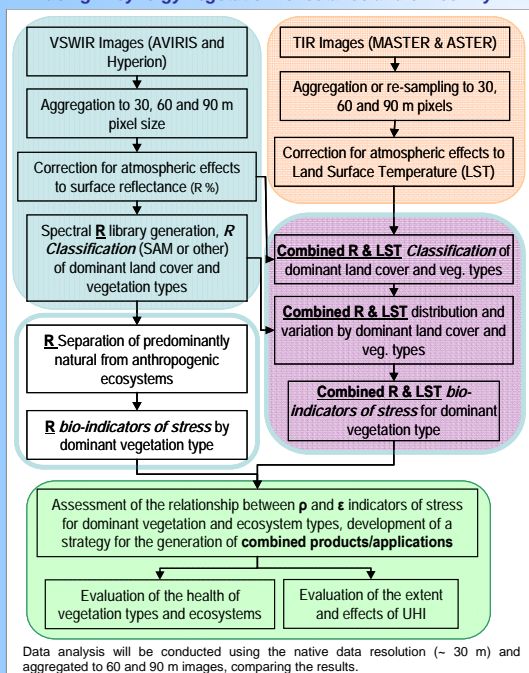 VSWIR Images (AVIRIS and
Hyperion)
Aggregation to 30, 60 and 90 m
pixel size
Correction for atmospheric effects
to surface reflectance (R %)
Spectral R library generation, R
Classification (SAM or other)
of dominant land cover and
vegetation types
R Separation of predominantly
natural from anthropogenic
ecosystems
R bio-indicators of stress by
dominant vegetation type
TIR Images (MASTER & ASTER)
Aggregation or re-sampling to 30,
60 and 90 m pixels
Correction for atmospheric effects to
Land Surface Temperature (LST)
Combined R & LST Classification of
dominant land cover and veg. types
Combined R & LST distribution and
variation by dominant land cover and
veg. types
Combined R & LST bio-
indicators of stress for dominant
vegetation type
Assessment of the relationship between ρ and ε indicators of stress
for dominant vegetation and ecosystem types, development of a
strategy for the generation of combined products/applications
Evaluation of the health of
vegetation types and ecosystems
Evaluation of the extent
and effects of UHI
Data analysis will be conducted using the native data resolution (~ 30 m) and
aggregated to 60 and 90 m images, comparing the results.